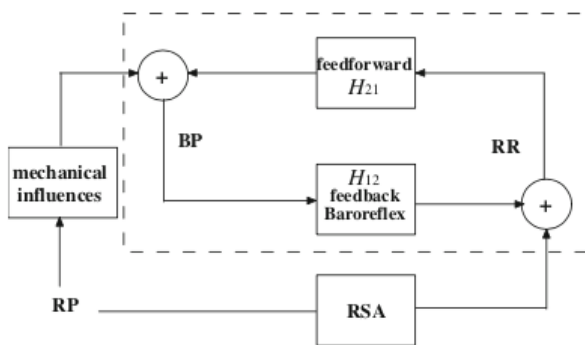 feedforward
H21
+
BP
RR
mechanical
influences
H12
feedback
Baroreflex
+
RP
RSA